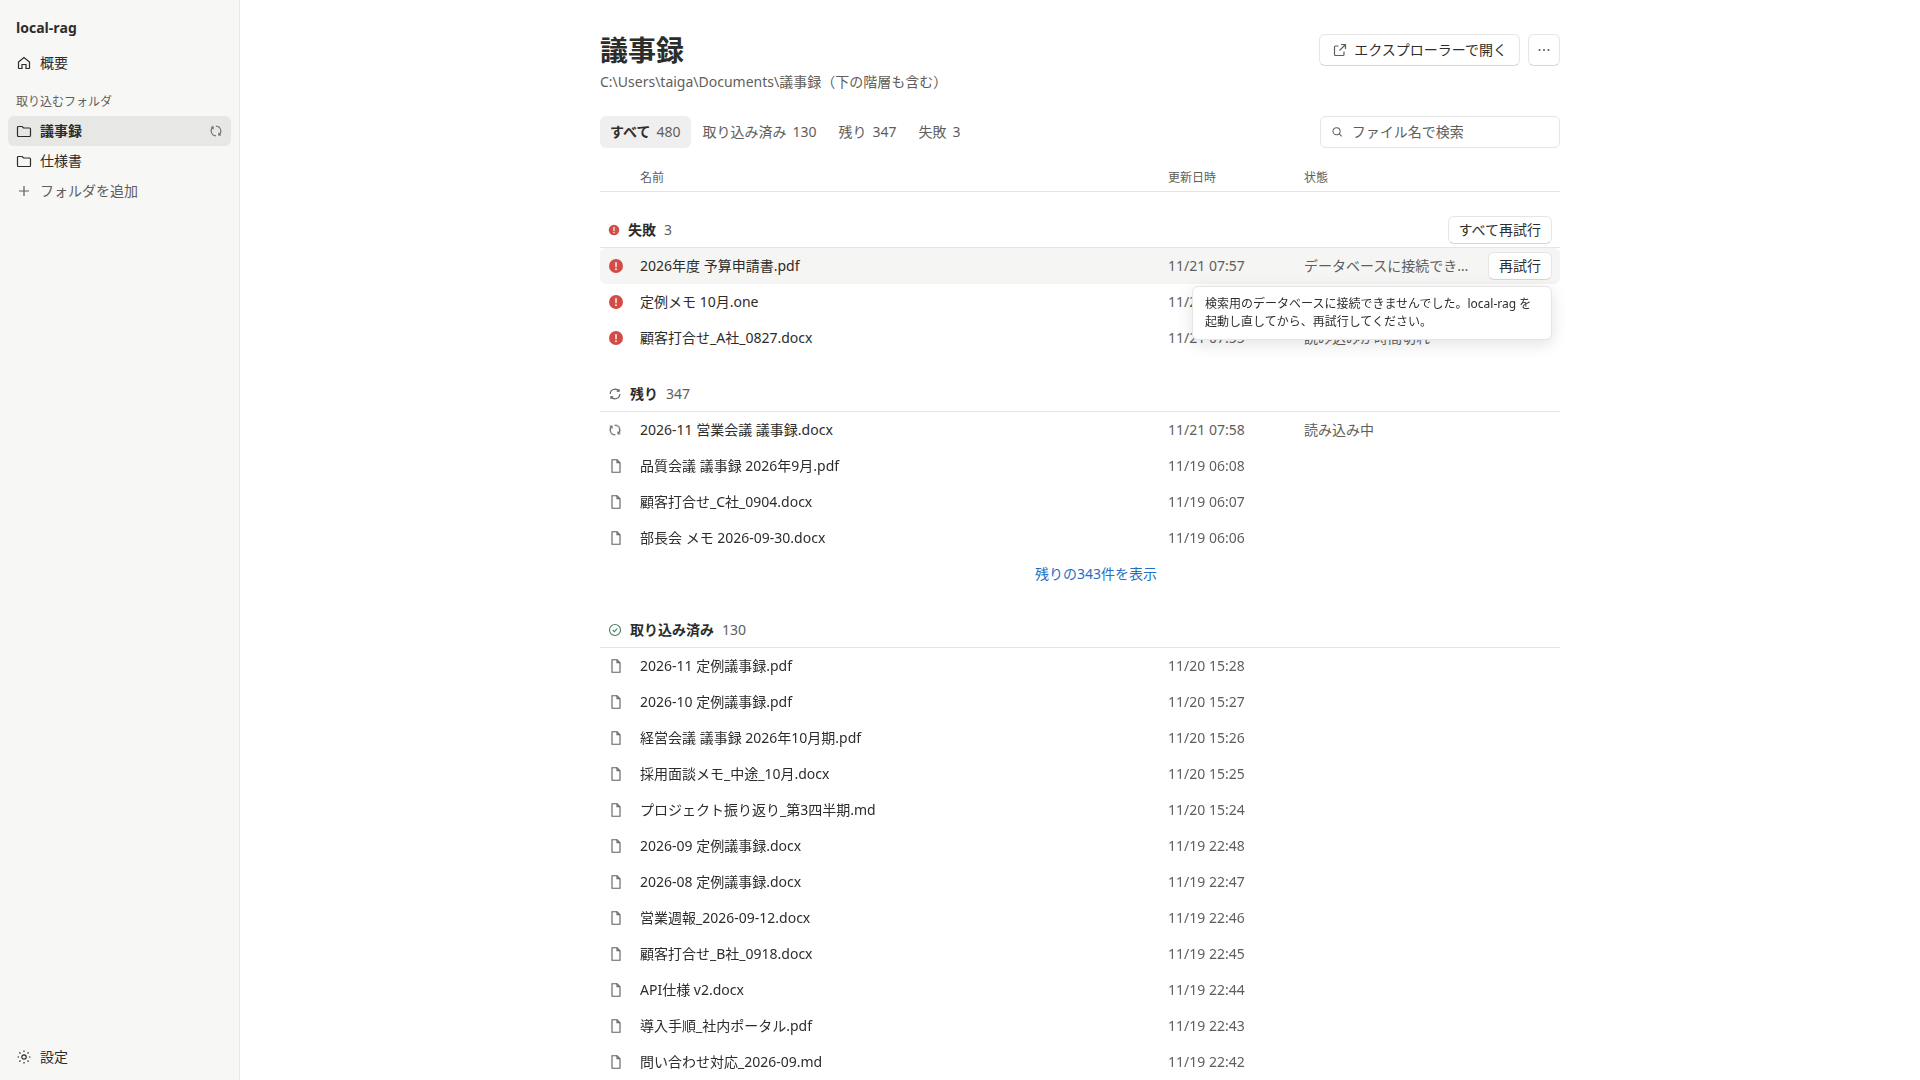 local-rag
概要
取り込むフォルダ
議事録
仕様書
フォルダを追加
設定
議事録
C:\Users\taiga\Documents\議事録（下の階層も含む）
エクスプローラーで開く
すべて 480 取り込み済み 130 残り 347 失敗 3
ファイル名で検索
名前 更新日時 状態
失敗 3 すべて再試行
2026年度 予算申請書.pdf 11/21 07:57 データベースに接続でき... 再試行
検索用のデータベースに接続できませんでした。local-rag を
起動し直してから、再試行してください。
定例メモ 10月.one
顧客打合せ_A社_0827.docx
残り 347
2026-11 営業会議 議事録.docx 11/21 07:58 読み込み中
品質会議 議事録 2026年9月.pdf 11/19 06:08
顧客打合せ_C社_0904.docx 11/19 06:07
部長会 メモ 2026-09-30.docx 11/19 06:06
残りの343件を表示
取り込み済み 130
2026-11 定例議事録.pdf 11/20 15:28
2026-10 定例議事録.pdf 11/20 15:27
経営会議 議事録 2026年10月期.pdf 11/20 15:26
採用面談メモ_中途_10月.docx 11/20 15:25
プロジェクト振り返り_第3四半期.md 11/20 15:24
2026-09 定例議事録.docx 11/19 22:48
2026-08 定例議事録.docx 11/19 22:47
営業週報_2026-09-12.docx 11/19 22:46
顧客打合せ_B社_0918.docx 11/19 22:45
API仕様 v2.docx 11/19 22:44
導入手順_社内ポータル.pdf 11/19 22:43
問い合わせ対応_2026-09.md 11/19 22:42